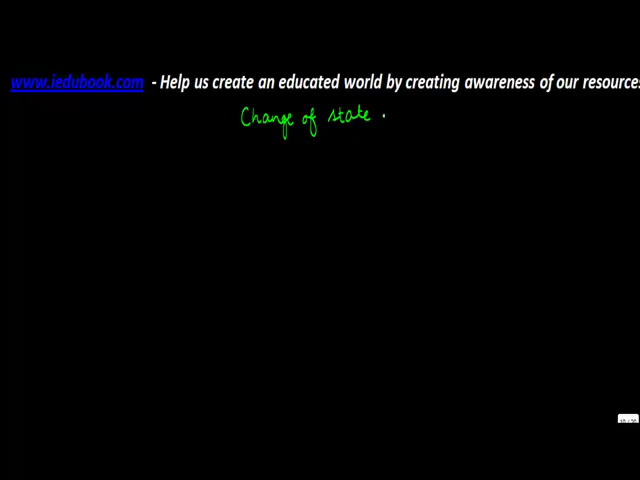 www.iedubook.com - Help us create an educated world by creating awareness of our resources
Change of state